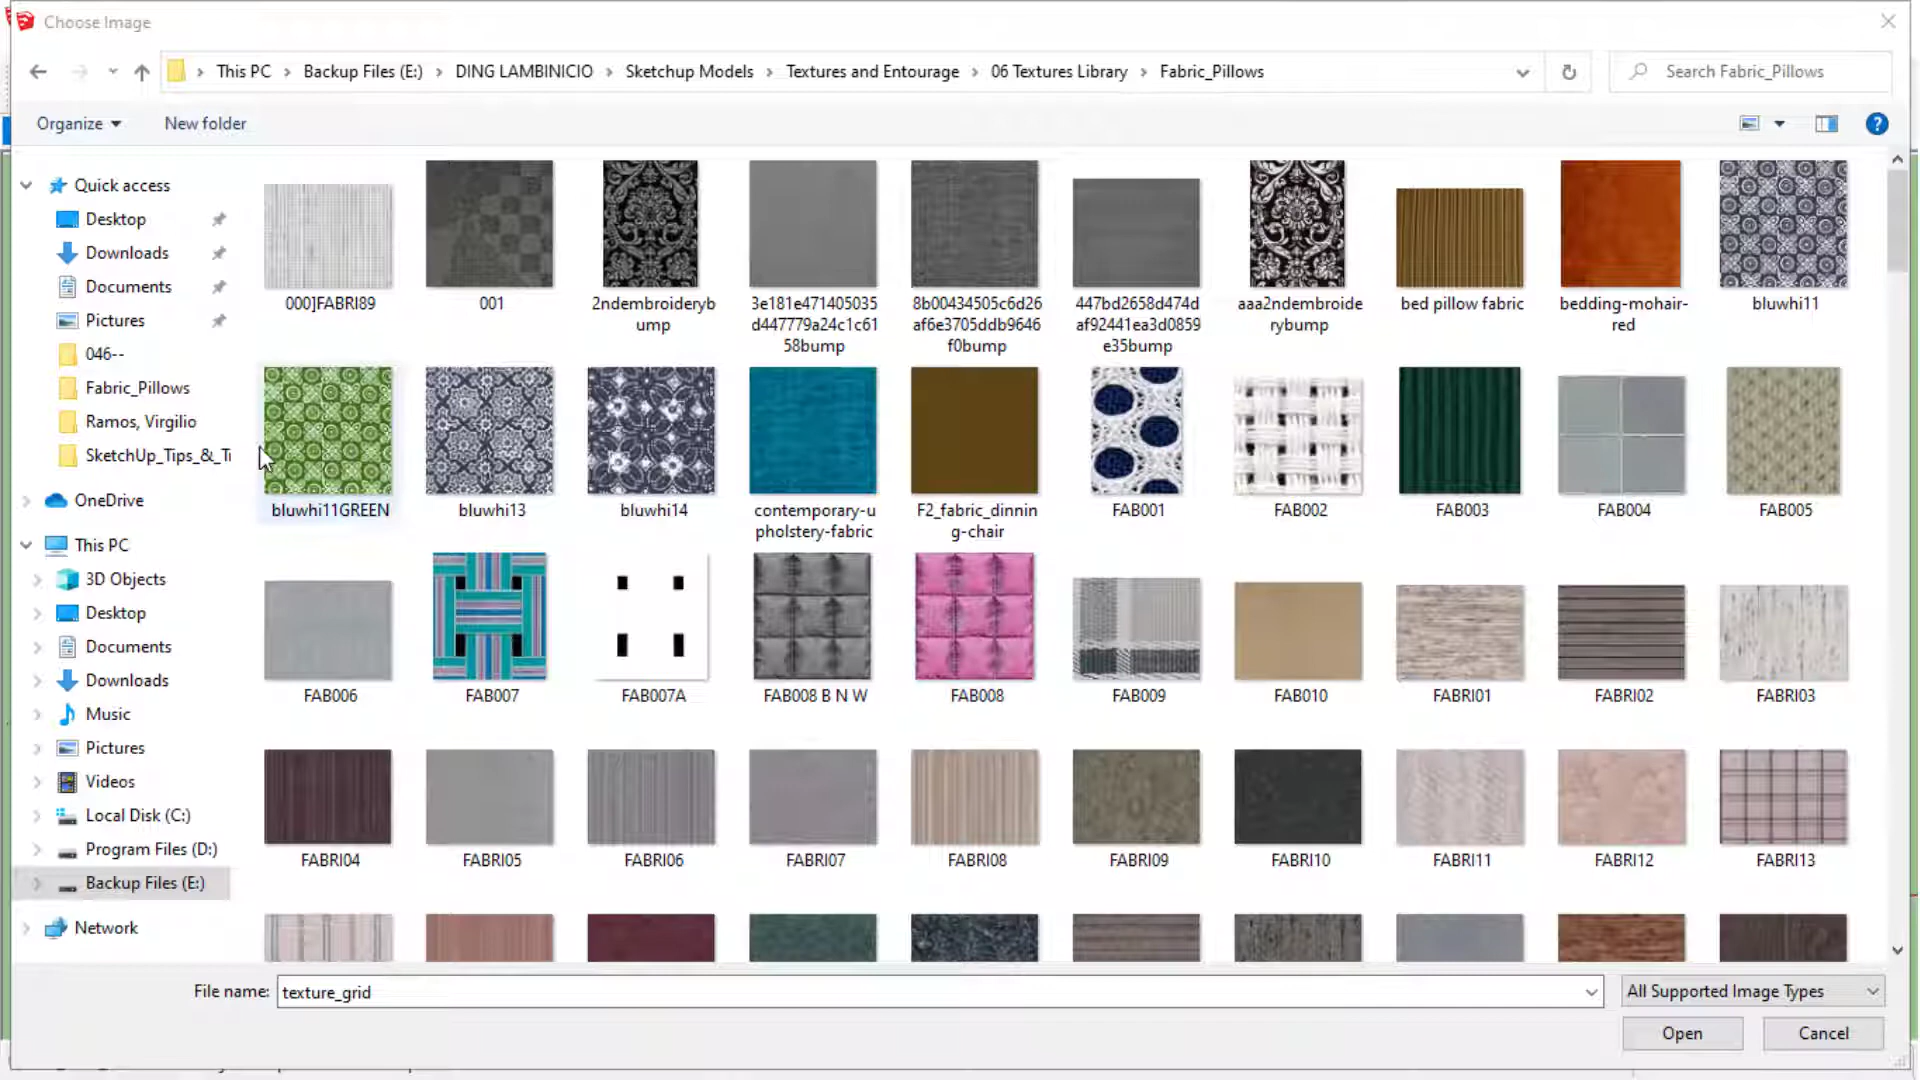 Choose Image
This PC
Backup Files (E:)
DING LAMBINICIO
Sketchup Models
Textures and Entourage
06 Textures Library
Fabric_Pillows
Search Fabric_Pillows
Organize
New folder
Quick access
Desktop
Downloads
Documents
Pictures
046--
Fabric_Pillows
Ramos, Virgilio
SketchUp_Tips_&_Ti
OneDrive
This PC
3D Objects
Desktop
Documents
Downloads
Music
Pictures
Videos
Local Disk (C:)
Program Files (D:)
Backup Files (E:)
Network
000]FABRI89
001
2ndembroideryb
ump
3e181e471405035
d447779a24c1c61
58bump
8b00434505c6d26
af6e3705ddb9646
f0bump
447bd2658d474d
af92441ea3d0859
e35bump
aaa2ndembroide
rybump
bed pillow fabric
bedding-mohair-
red
bluwhi11
bluwhi11GREEN
bluwhi13
bluwhi14
contemporary-u
pholstery-fabric
F2_fabric_dinnin
g-chair
FAB001
FAB002
FAB003
FAB004
FAB005
FAB006
FAB007
FAB007A
FAB008 B N W
FAB008
FAB009
FAB010
FABRI01
FABRI02
FABRI03
FABRI04
FABRI05
FABRI06
FABRI07
FABRI08
FABRI09
FABRI10
FABRI11
FABRI12
FABRI13
File name:
texture_grid
All Supported Image Types
Open
Cancel